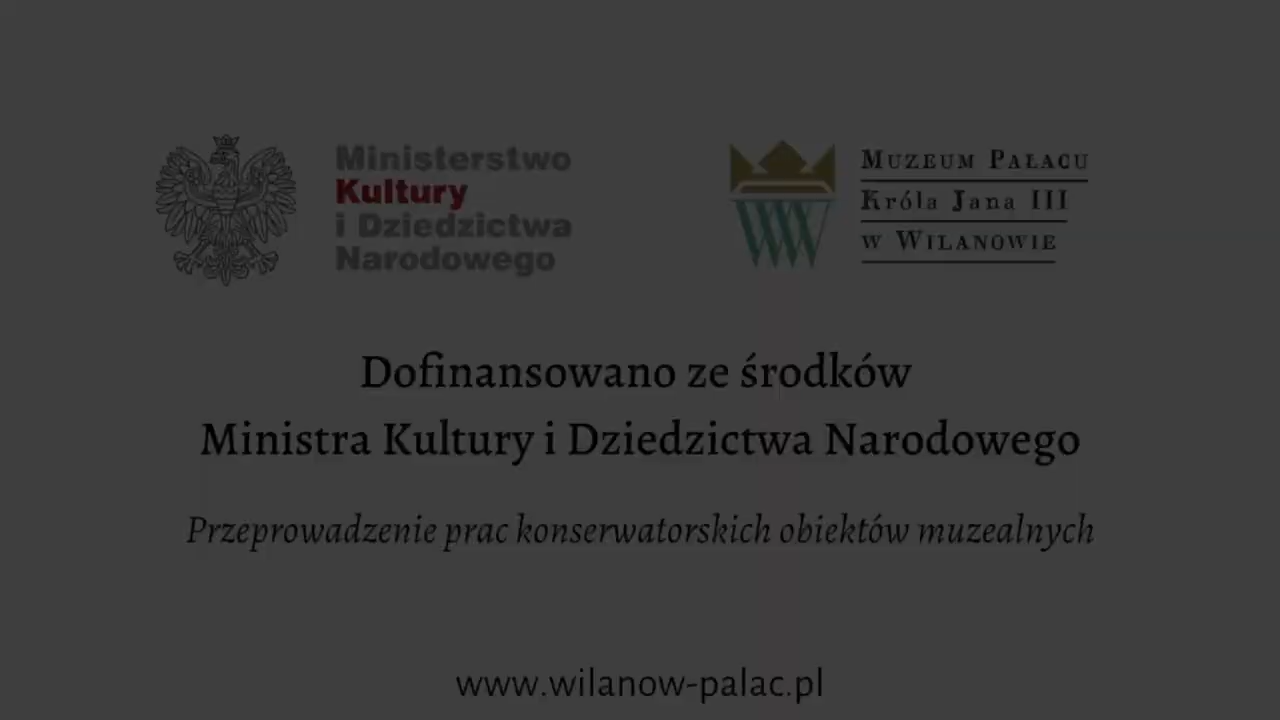 Ministerstwo
Kultury
i Dziedzictwa
Narodowego
MUZEUM PAŁACU
Króla Jana III
W WILANOWIE
Dofinansowano ze środków
Ministra Kultury i Dziedzictwa Narodowego
Przeprowadzenie prac konserwatorskich obiektów muzealnych
www.wilanow-palac.pl